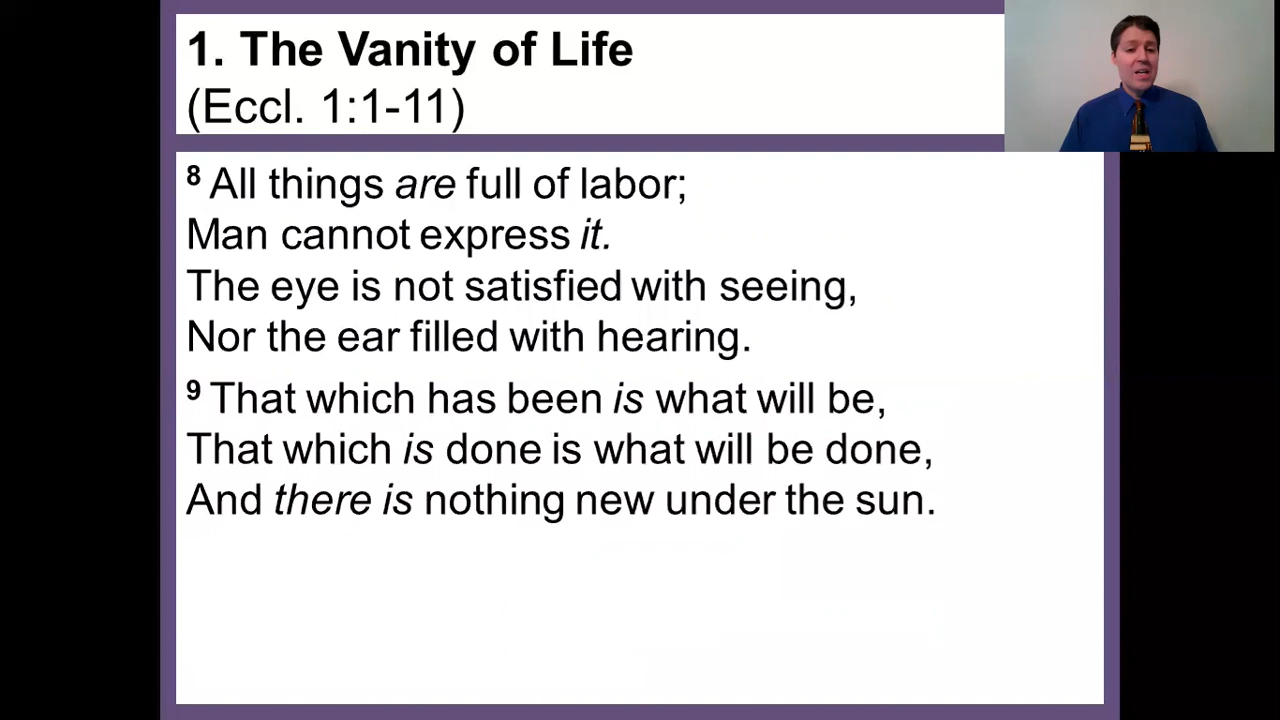 1. The Vanity of Life
(Eccl. 1:1-11)
8 All things are full of labor;
Man cannot express it.
The eye is not satisfied with seeing,
Nor the ear filled with hearing.
9 That which has been is what will be,
That which is done is what will be done,
And there is nothing new under the sun.